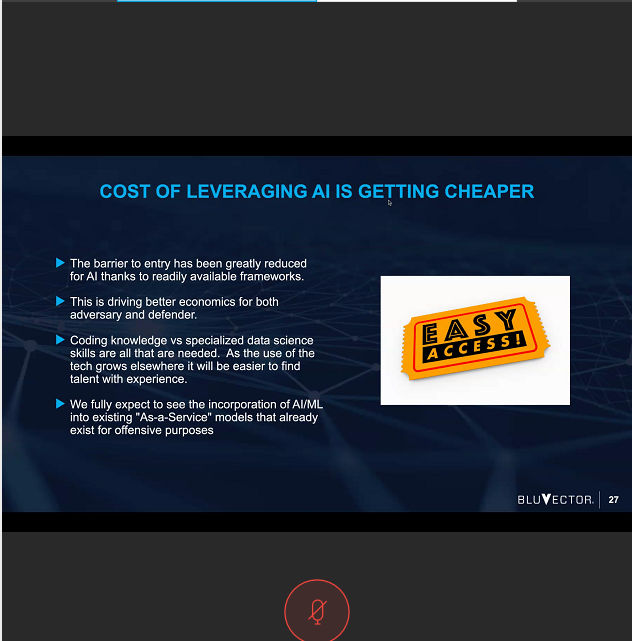 COST OF LEVERAGING AI IS GETTING CHEAPER
The barrier to entry has been greatly reduced
for AI thanks to readily available frameworks.
This is driving better economics for both
adversary and defender.
Coding knowledge vs specialized data science
skills are all that are needed.  As the use of the
tech grows elsewhere it will be easier to find
talent with experience.
We fully expect to see the incorporation of AI/ML
into existing "As-a-Service" models that already
exist for offensive purposes
EASY
ACCESS!
BLUVECTOR.
27